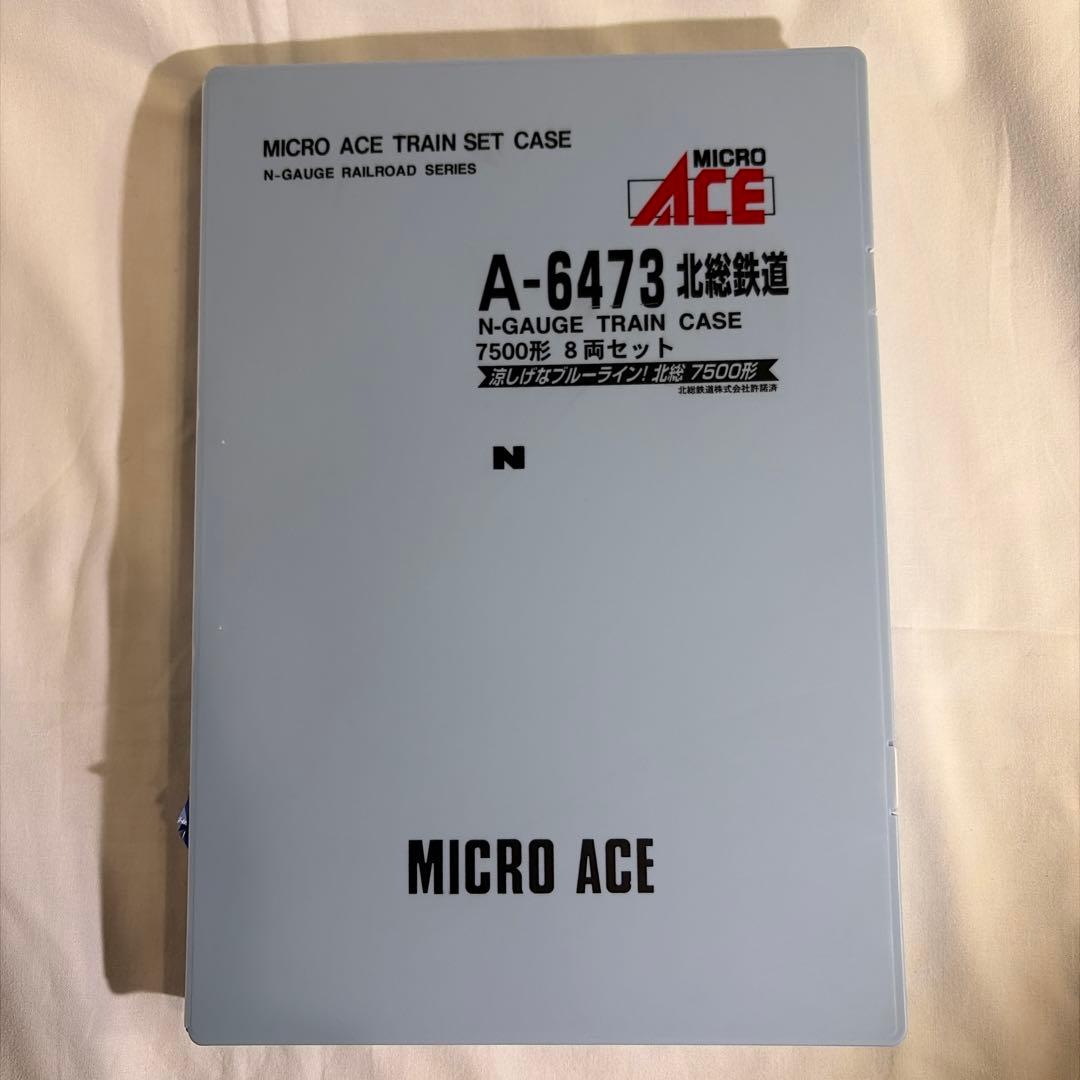 MICRO ACE TRAIN SET CASE
N-GAUGE RAILROAD SERIES
MICRO
ACE
A-6473 北総鉄道
N-GAUGE TRAIN CASE
7500形 8両セット
涼しげなブルーライン! 北総 7500形
北総鉄道株式会社許諾済
N
MICRO ACE